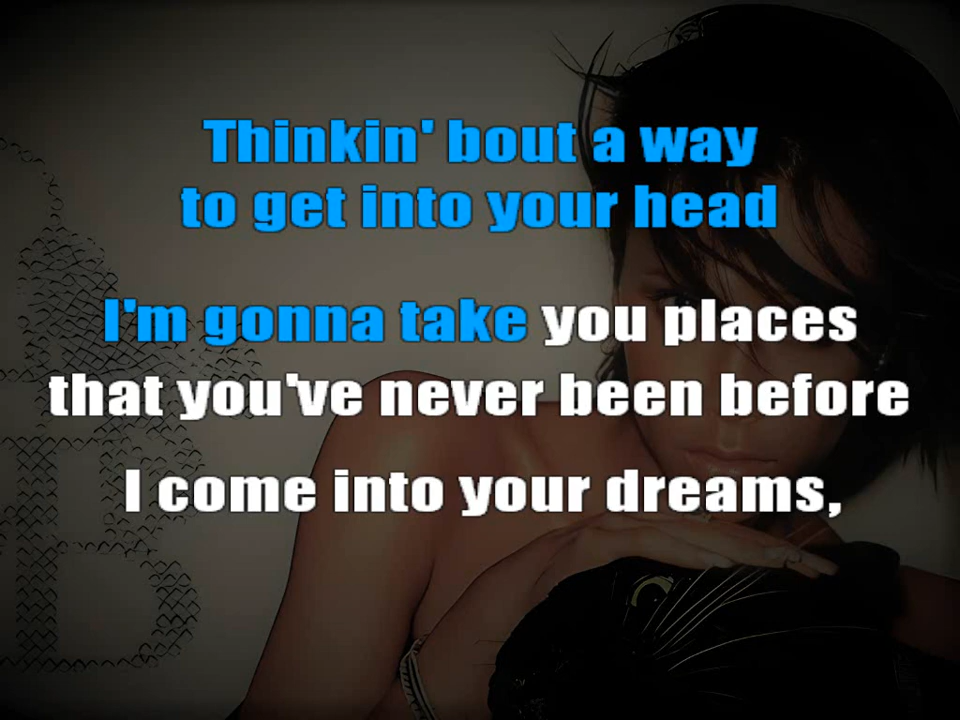 Thinkin' bout a way
to get into your head
I'm gonna take you places
that you've never been before
I come into your dreams,